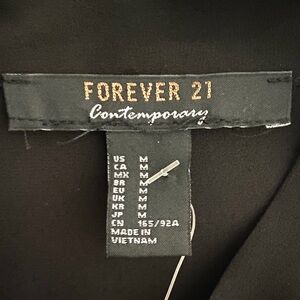 FOREVER 21
Contemporary
US M
CA M
MX M
BR M
EU M
UK M
KR M
JP M
CN 165/92A
MADE IN
VIETNAM